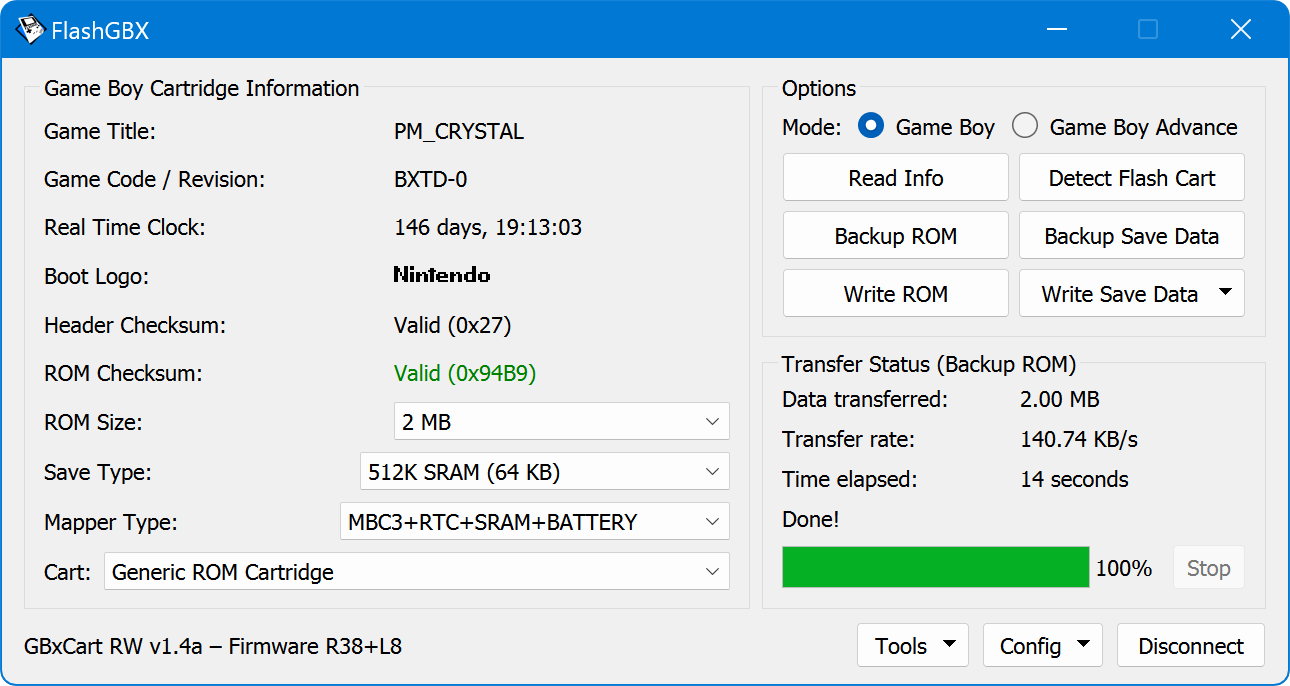 FlashGBX
Game Boy Cartridge Information
Game Title: PM_CRYSTAL
Game Code / Revision: BXTD-0
Real Time Clock: 146 days, 19:13:03
Boot Logo: Nintendo
Header Checksum: Valid (0x27)
ROM Checksum: Valid (0x94B9)
ROM Size: 2 MB
Save Type: 512K SRAM (64 KB)
Mapper Type: MBC3+RTC+SRAM+BATTERY
Cart: Generic ROM Cartridge
Options
Mode: Game Boy Game Boy Advance
Read Info Detect Flash Cart
Backup ROM Backup Save Data
Write ROM Write Save Data
Transfer Status (Backup ROM)
Data transferred: 2.00 MB
Transfer rate: 140.74 KB/s
Time elapsed: 14 seconds
Done!
100% Stop
GBxCart RW v1.4a – Firmware R38+L8
Tools Config Disconnect